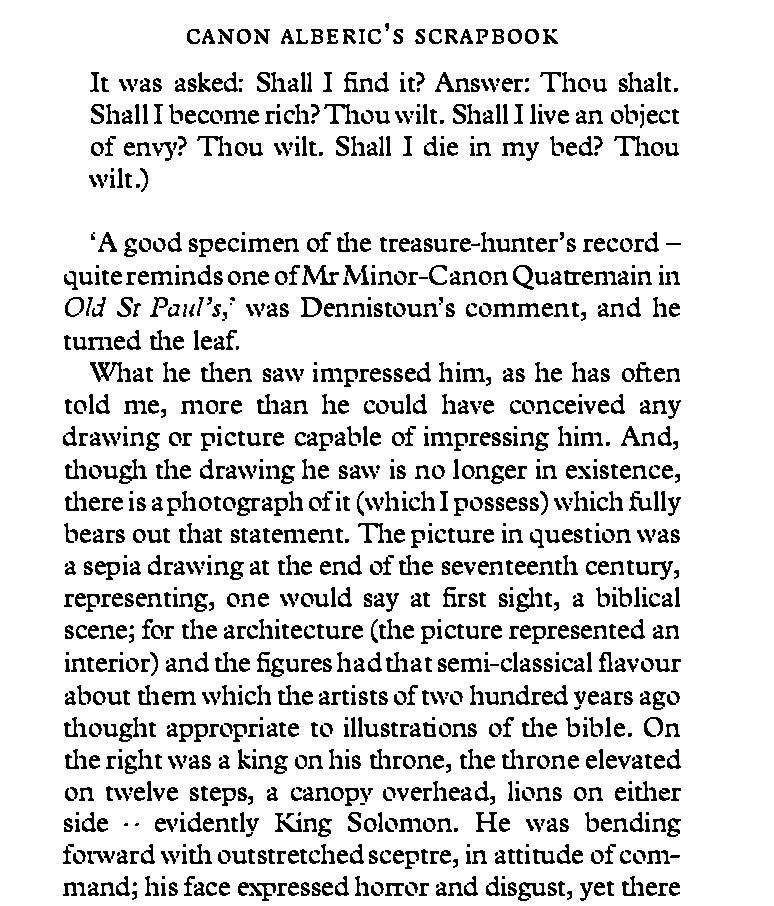 CANON ALBERIC'S SCRAPBOOK
It was asked: Shall I find it? Answer: Thou shalt.
Shall I become rich? Thou wilt. Shall I live an object
of envy? Thou wilt. Shall I die in my bed? Thou
wilt.)
'A good specimen of the treasure-hunter's record –
quite reminds one of Mr Minor-Canon Quatremain in
Old St Paul's,' was Dennistoun's comment, and he
turned the leaf.
What he then saw impressed him, as he has often
told me, more than he could have conceived any
drawing or picture capable of impressing him. And,
though the drawing he saw is no longer in existence,
there is a photograph of it (which I possess) which fully
bears out that statement. The picture in question was
a sepia drawing at the end of the seventeenth century,
representing, one would say at first sight, a biblical
scene; for the architecture (the picture represented an
interior) and the figures had that semi-classical flavour
about them which the artists of two hundred years ago
thought appropriate to illustrations of the bible. On
the right was a king on his throne, the throne elevated
on twelve steps, a canopy overhead, lions on either
side -- evidently King Solomon. He was bending
forward with outstretched sceptre, in attitude of com-
mand; his face expressed horror and disgust, yet there